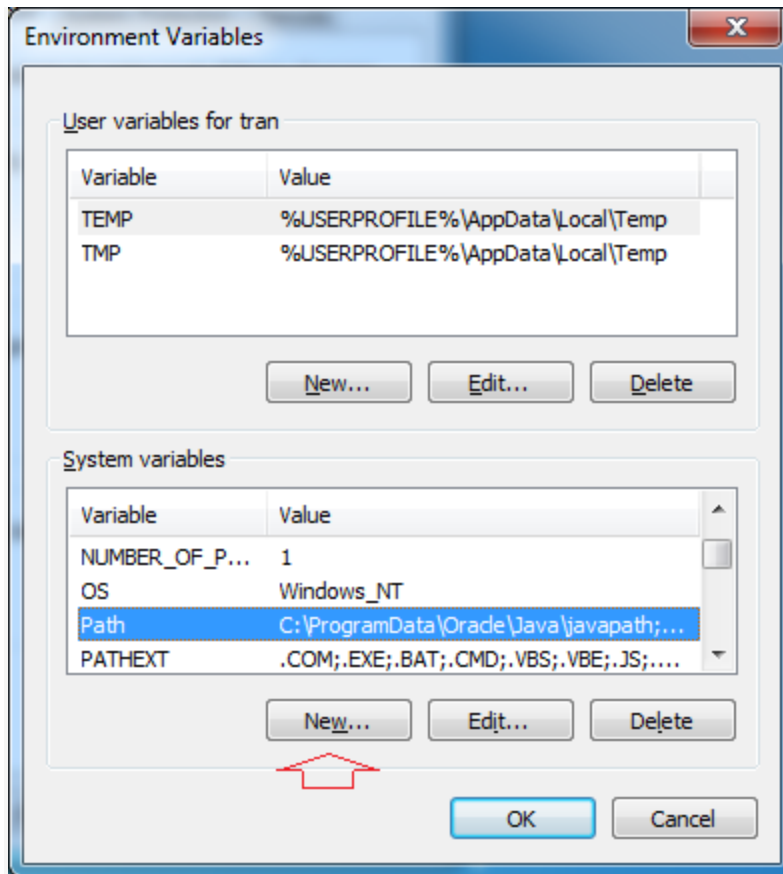 Environment Variables
User variables for tran
Variable Value
TEMP %USERPROFILE%\AppData\Local\Temp
TMP %USERPROFILE%\AppData\Local\Temp
New... Edit... Delete
System variables
Variable Value
NUMBER_OF_P... 1
OS Windows_NT
Path C:\ProgramData\Oracle\Java\javapath;...
PATHEXT .COM;.EXE;.BAT;.CMD;.VBS;.VBE;.JS;....
New... Edit... Delete
OK Cancel